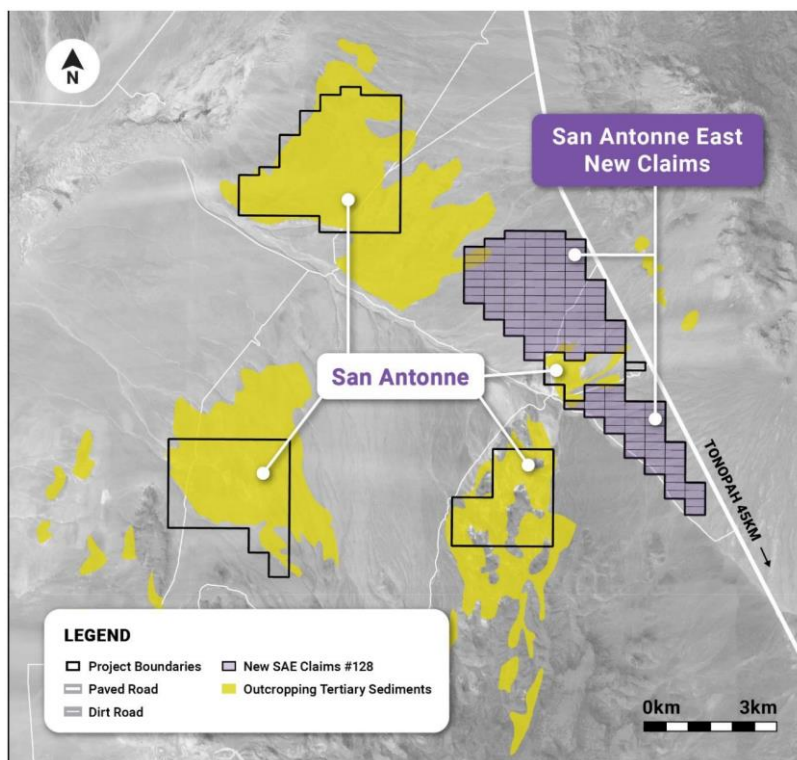 N
San Antonne East
New Claims
San Antonne
TONOPAH 45KM →
LEGEND
Project Boundaries
New SAE Claims #128
Paved Road
Outcropping Tertiary Sediments
Dirt Road
0km
3km